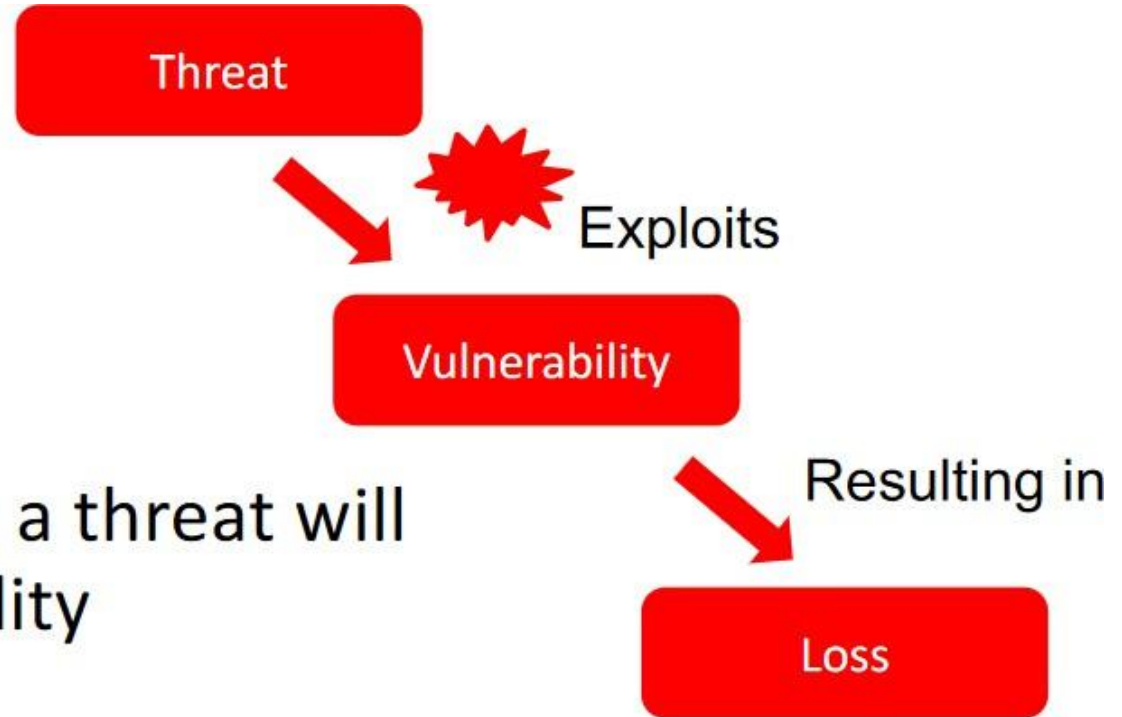 Threat
Exploits
Vulnerability
Resulting in
a threat will
lity
Loss